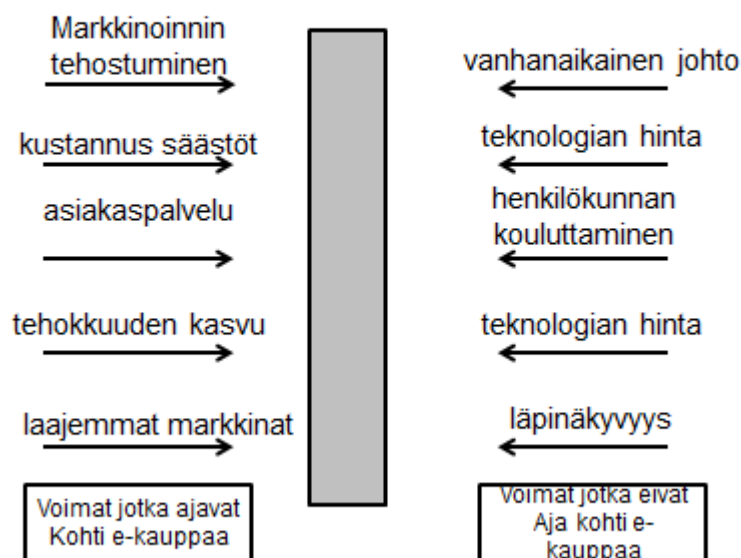 Markkinoinnin
tehostuminen
kustannus säästöt
asiakaspalvelu
tehokkuuden kasvu
laajemmat markkinat
Voimat jotka ajavat
Kohti e-kauppaa
vanhanaikainen johto
teknologian hinta
henkilökunnan
kouluttaminen
teknologian hinta
läpinäkyvyys
Voimat jotka eivät
Aja kohti e-
kauppaa